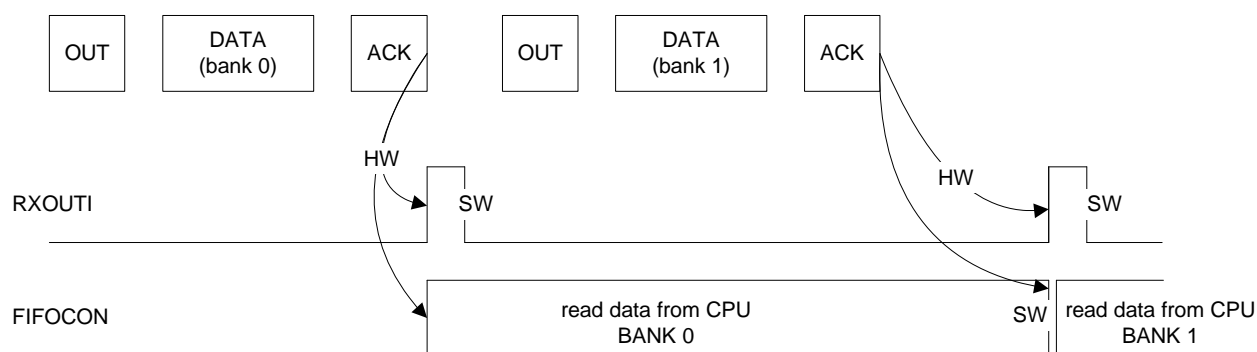 OUT
DATA
(bank 0)
ACK
OUT
DATA
(bank 1)
ACK
HW
HW
RXOUTI
SW
SW
FIFOCON
read data from CPU
BANK 0
SW
read data from CPU
BANK 1